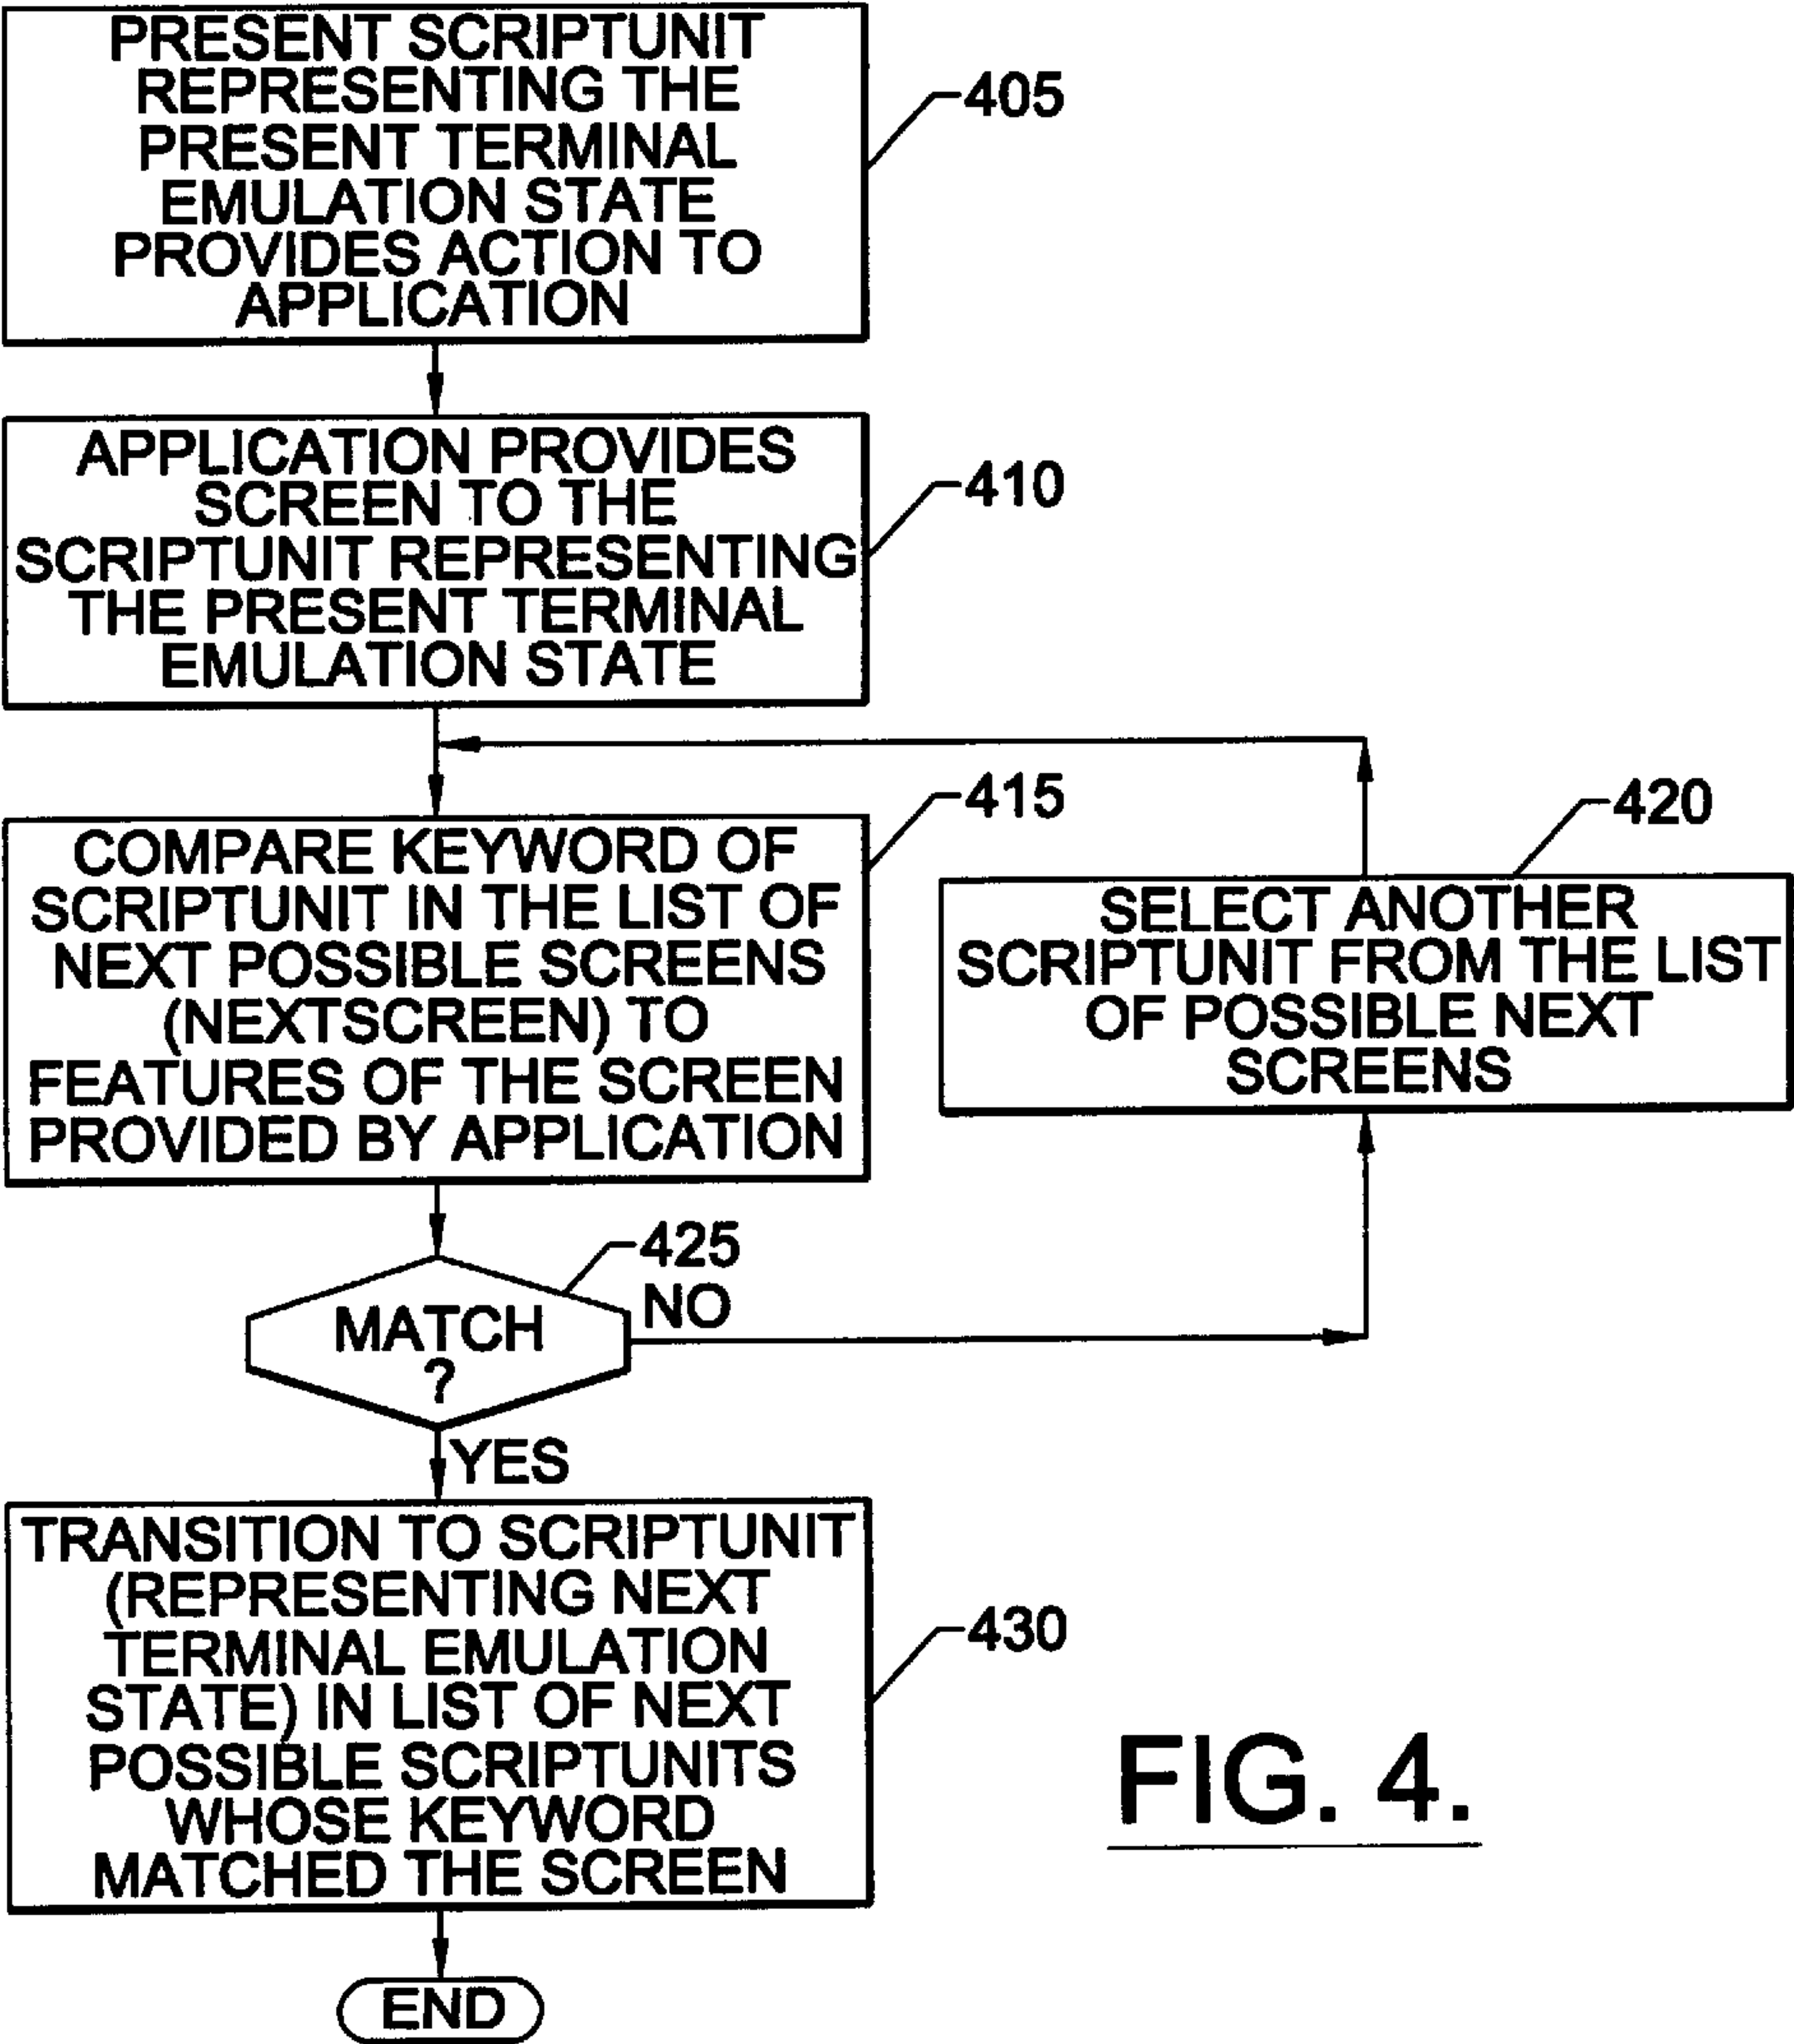 PRESENT SCRIPTUNIT
REPRESENTING THE
PRESENT TERMINAL
EMULATION STATE
PROVIDES ACTION TO
APPLICATION
405
APPLICATION PROVIDES
SCREEN TO THE
SCRIPTUNIT REPRESENTING
THE PRESENT TERMINAL
EMULATION STATE
410
COMPARE KEYWORD OF
SCRIPTUNIT IN THE LIST OF
NEXT POSSIBLE SCREENS
(NEXTSCREEN) TO
FEATURES OF THE SCREEN
PROVIDED BY APPLICATION
415
SELECT ANOTHER
SCRIPTUNIT FROM THE LIST
OF POSSIBLE NEXT
SCREENS
420
MATCH
?
425
NO
YES
TRANSITION TO SCRIPTUNIT
(REPRESENTING NEXT
TERMINAL EMULATION
STATE) IN LIST OF NEXT
POSSIBLE SCRIPTUNITS
WHOSE KEYWORD
MATCHED THE SCREEN
430
END
FIG. 4.